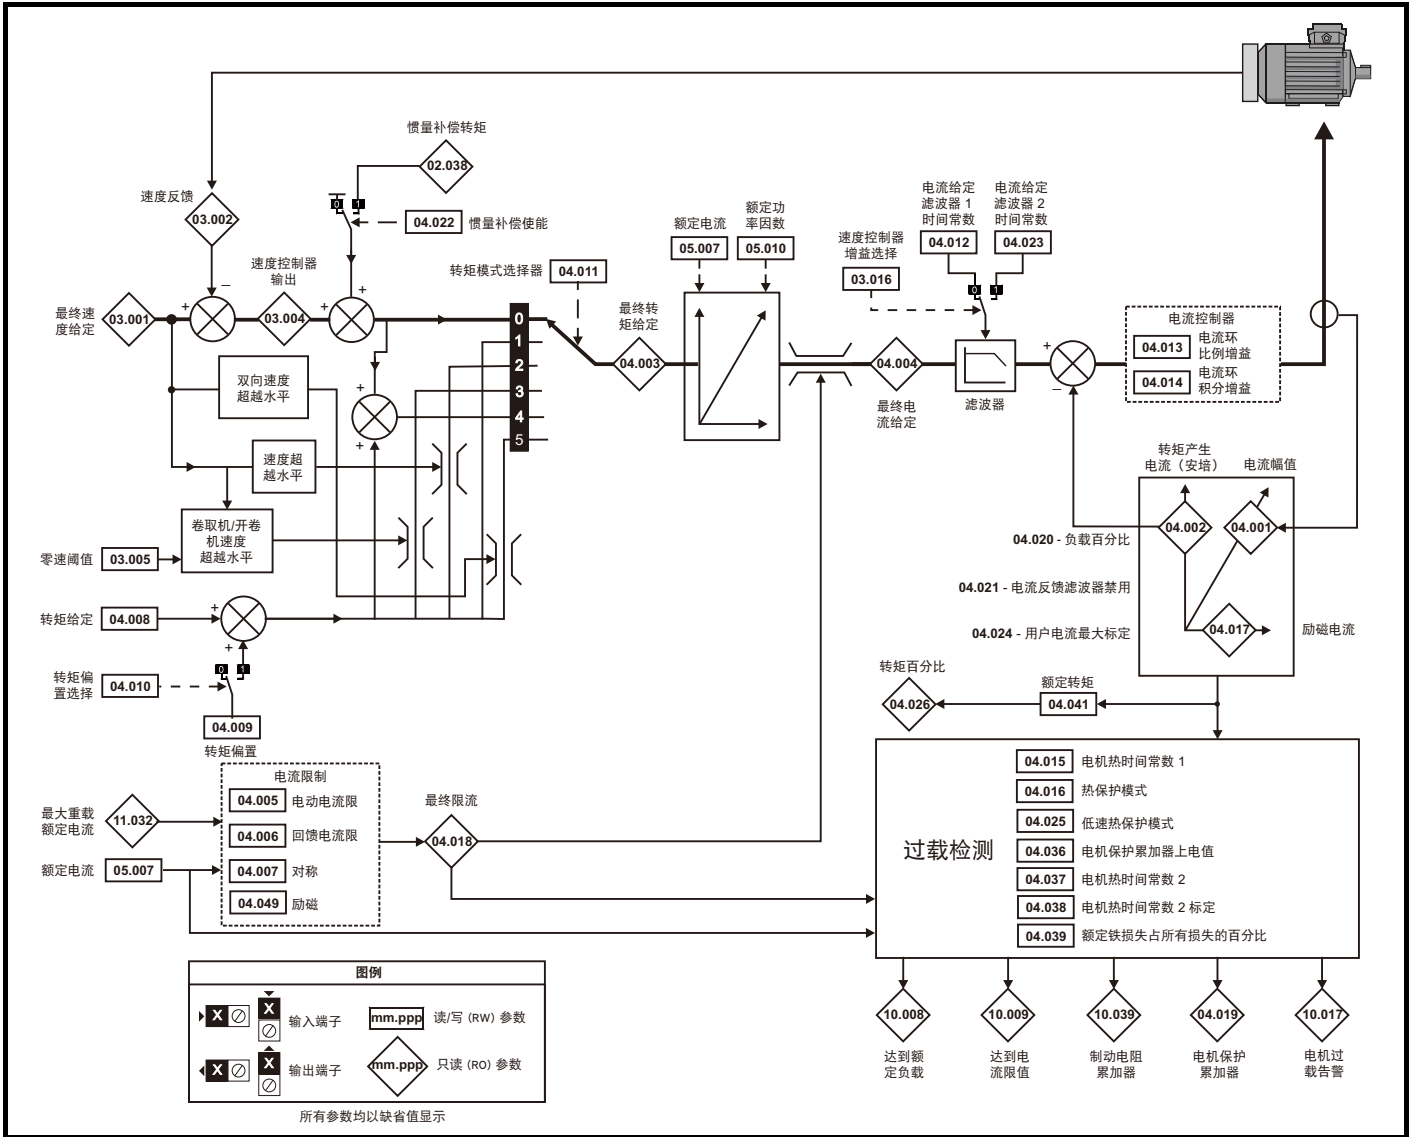 惯量补偿转矩
02.038
速度反馈
03.002
0 1
04.022 惯量补偿使能
速度控制器
输出
转矩模式选择器 04.011
额定电流
05.007
额定功
率因数
05.010
速度控制器
增益选择
03.016
电流给定
滤波器 1
时间常数
04.012
电流给定
滤波器 2
时间常数
04.023
0 1
最终速
度给定
03.001
+
–
03.004
+
+
0
1
2
3
4
5
最终转
矩给定
04.003
04.004
最终电
流给定
滤波器
+
–
电流控制器
04.013 电流环
比例增益
04.014 电流环
积分增益
双向速度
超越水平
+
+
速度超
越水平
卷取机/开卷
机速度
超越水平
零速阈值 03.005
转矩给定 04.008
+
+
0 1
转矩偏
置选择
04.010
04.009
转矩偏置
转矩产生
电流（安培）
电流幅值
04.002
04.001
04.017
励磁电流
04.020 - 负载百分比
04.021 - 电流反馈滤波器禁用
04.024 - 用户电流最大标定
转矩百分比
04.026
额定转矩
04.041
最大重载
额定电流
11.032
额定电流 05.007
电流限制
04.005 电动电流限
04.006 回馈电流限
04.007 对称
04.049 励磁
最终限流
04.018
过载检测
04.015 电机热时间常数 1
04.016 热保护模式
04.025 低速热保护模式
04.036 电机保护累加器上电值
04.037 电机热时间常数 2
04.038 电机热时间常数 2 标定
04.039 额定铁损失占所有损失的百分比
10.008
达到额
定负载
10.009
达到电
流限值
10.039
制动电阻
累加器
04.019
电机保护
累加器
10.017
电机过
载告警
图例
X X 输入端子
mm.ppp 读/写 (RW) 参数
X X 输出端子
mm.ppp 只读 (RO) 参数
所有参数均以缺省值显示